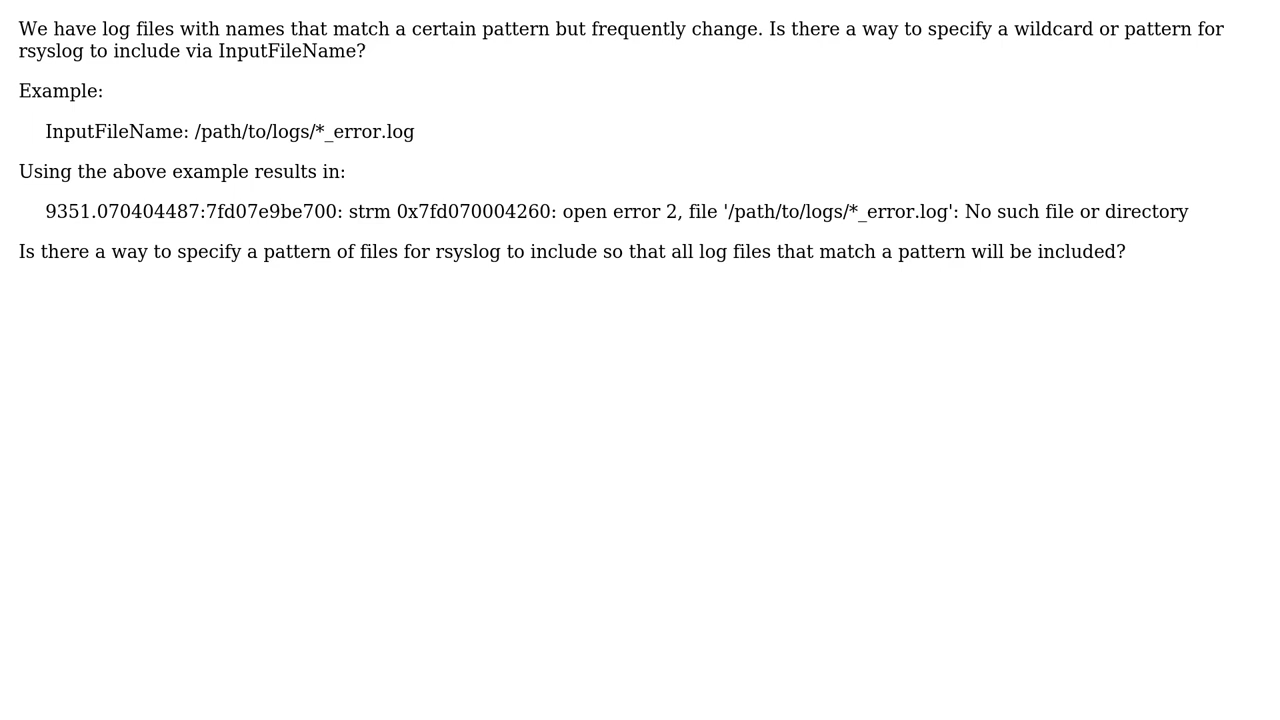 We have log files with names that match a certain pattern but frequently change. Is there a way to specify a wildcard or pattern for
rsyslog to include via InputFileName?
Example:
InputFileName: /path/to/logs/*_error.log
Using the above example results in:
9351.070404487:7fd07e9be700: strm 0x7fd070004260: open error 2, file '/path/to/logs/*_error.log': No such file or directory
Is there a way to specify a pattern of files for rsyslog to include so that all log files that match a pattern will be included?